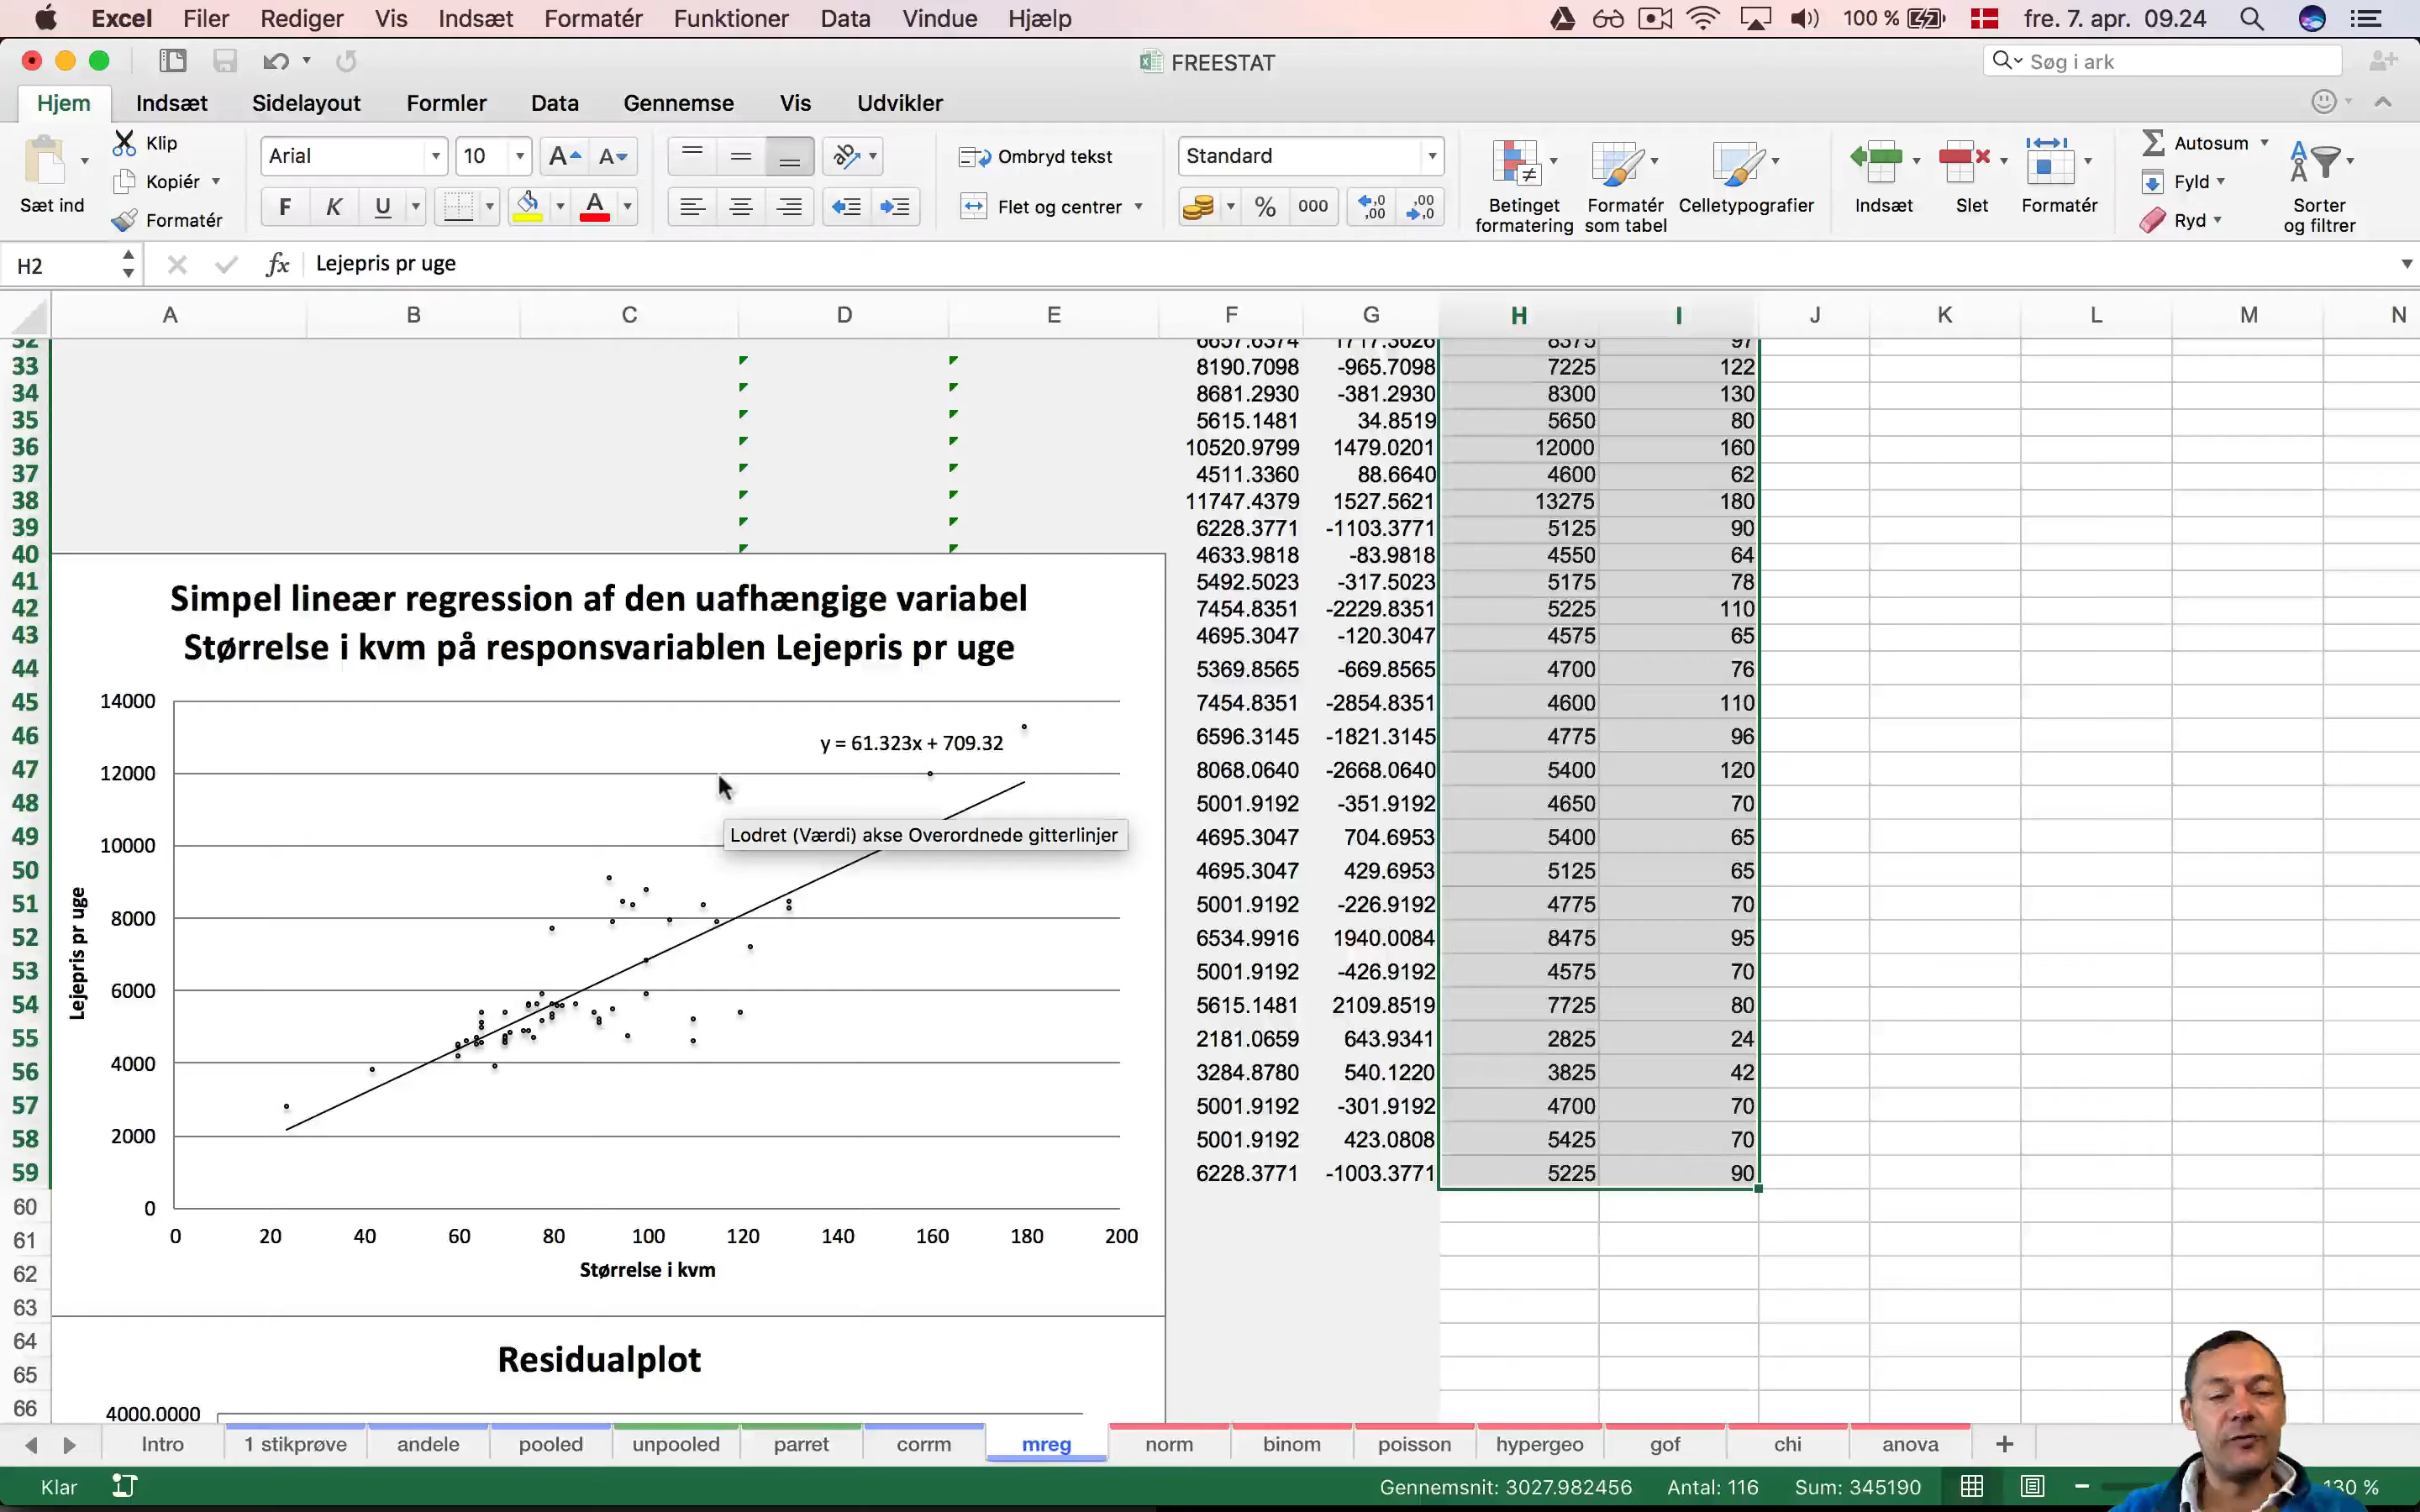 Excel Filer Rediger Vis Indsæt Formatér Funktioner Data Vindue Hjælp 100 % fre. 7. apr. 09.24
FREESTAT
Søg i ark
Hjem Indsæt Sidelayout Formler Data Gennemse Vis Udvikler
Sæt ind
Klip
Kopiér
Formatér
Arial 10
F K U
Ombryd tekst
Flet og centrer
Standard
% 000
Betinget formatering
Formatér som tabel
Celletypografier
Indsæt
Slet
Formatér
Autosum
Fyld
Ryd
Sorter og filtrer
H2 fx Lejepris pr uge
A B C D E F G H I J K L M N
32 6657.6374 1717.3626 8375 97
33 8190.7098 -965.7098 7225 122
34 8681.2930 -381.2930 8300 130
35 5615.1481 34.8519 5650 80
36 10520.9799 1479.0201 12000 160
37 4511.3360 88.6640 4600 62
38 11747.4379 1527.5621 13275 180
39 6228.3771 -1103.3771 5125 90
40 4633.9818 -83.9818 4550 64
41 5492.5023 -317.5023 5175 78
42 7454.8351 -2229.8351 5225 110
43 4695.3047 -120.3047 4575 65
44 5369.8565 -669.8565 4700 76
45 7454.8351 -2854.8351 4600 110
46 6596.3145 -1821.3145 4775 96
47 8068.0640 -2668.0640 5400 120
48 5001.9192 -351.9192 4650 70
49 4695.3047 704.6953 5400 65
50 4695.3047 429.6953 5125 65
51 5001.9192 -226.9192 4775 70
52 6534.9916 1940.0084 8475 95
53 5001.9192 -426.9192 4575 70
54 5615.1481 2109.8519 7725 80
55 2181.0659 643.9341 2825 24
56 3284.8780 540.1220 3825 42
57 5001.9192 -301.9192 4700 70
58 5001.9192 423.0808 5425 70
59 6228.3771 -1003.3771 5225 90
60
61
62
63
64
65
66
Simpel lineær regression af den uafhængige variabel
Størrelse i kvm på responsvariablen Lejepris pr uge
14000
y = 61.323x + 709.32
12000
Lodret (Værdi) akse Overordnede gitterlinjer
10000
8000
6000
4000
2000
0
Lejepris pr uge
0 20 40 60 80 100 120 140 160 180 200
Størrelse i kvm
Residualplot
4000.0000
Intro 1 stikprøve andele pooled unpooled parret corrm mreg norm binom poisson hypergeo gof chi anova +
Klar Gennemsnit: 3027.982456 Antal: 116 Sum: 345190 130 %